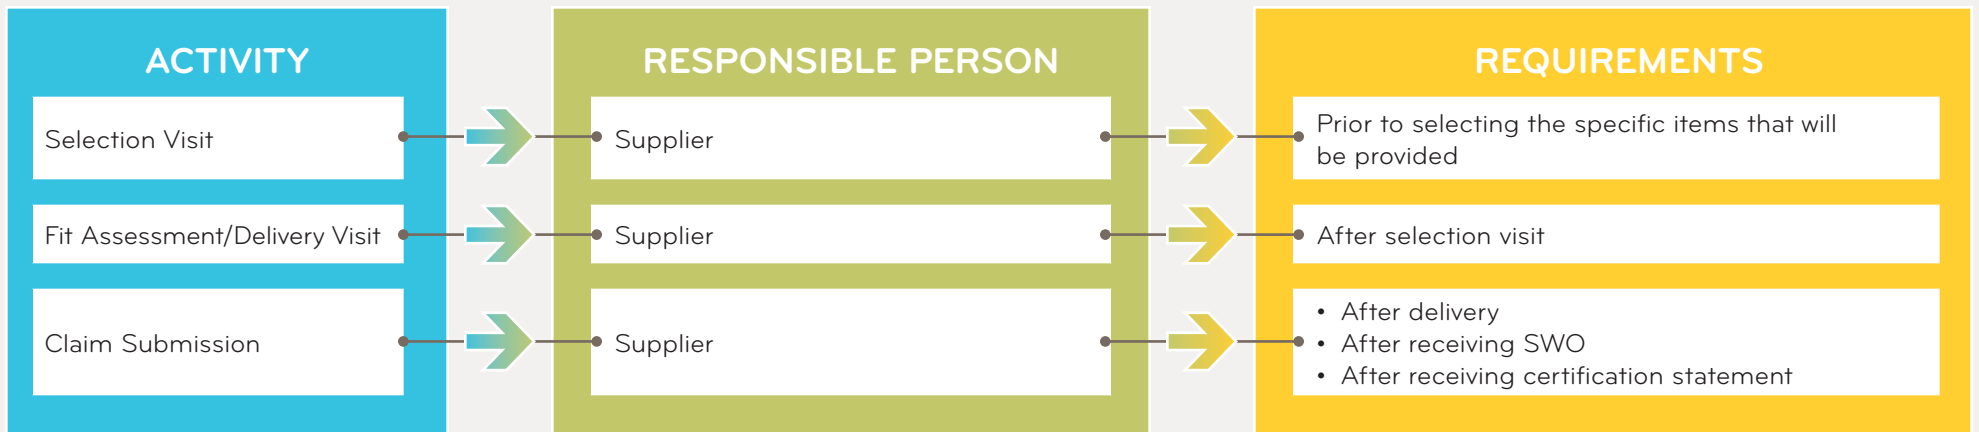 ACTIVITY
RESPONSIBLE PERSON
REQUIREMENTS
Selection Visit
Supplier
Prior to selecting the specific items that will
be provided
Fit Assessment/Delivery Visit
Supplier
After selection visit
Claim Submission
Supplier
• After delivery
• After receiving SWO
• After receiving certification statement